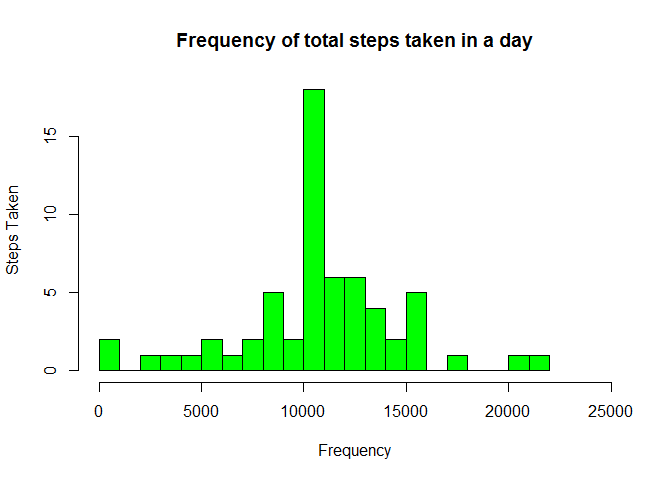 Frequency of total steps taken in a day
Steps Taken
15
10
5
0
0 5000 10000 15000 20000 25000
Frequency